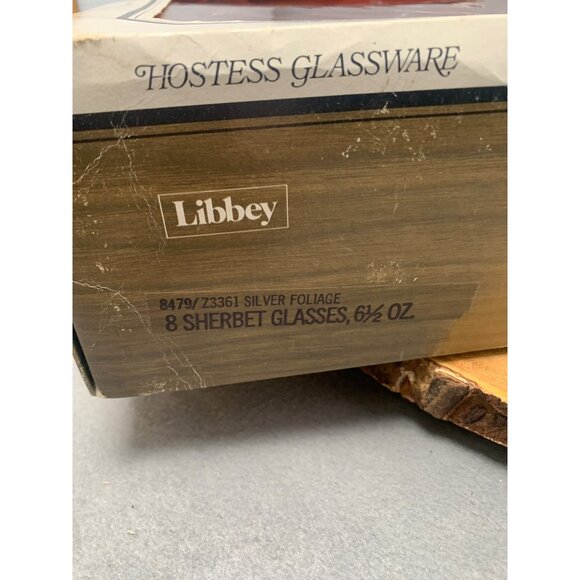 HOSTESS GLASSWARE
Libbey
8479/Z3361 SILVER FOLIAGE
8 SHERBET GLASSES, 6½ OZ.